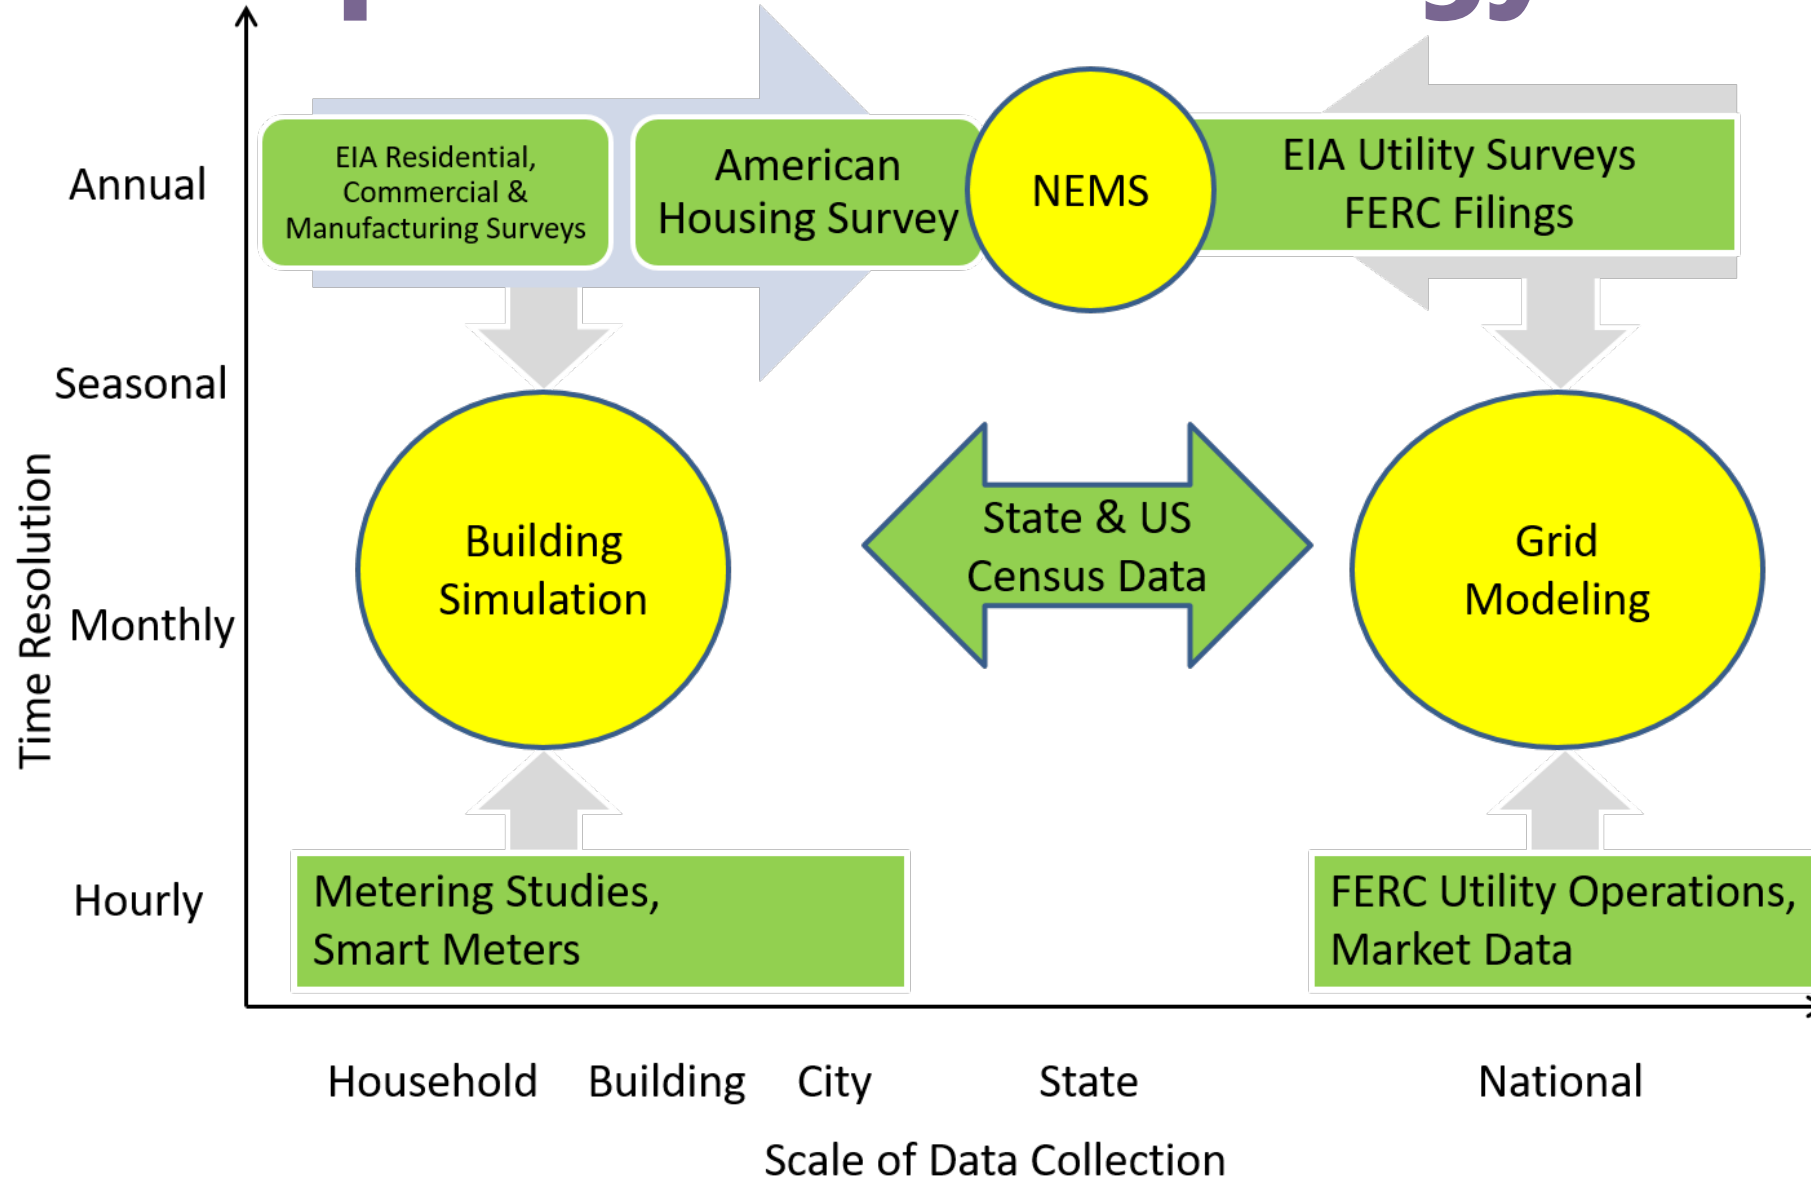 Annual
EIA Residential,
Commercial &
Manufacturing Surveys
American
Housing Survey
NEMS
EIA Utility Surveys
FERC Filings
Seasonal
Time Resolution
Monthly
Building
Simulation
State & US
Census Data
Grid
Modeling
Hourly
Metering Studies,
Smart Meters
FERC Utility Operations,
Market Data
Household Building City State National
Scale of Data Collection